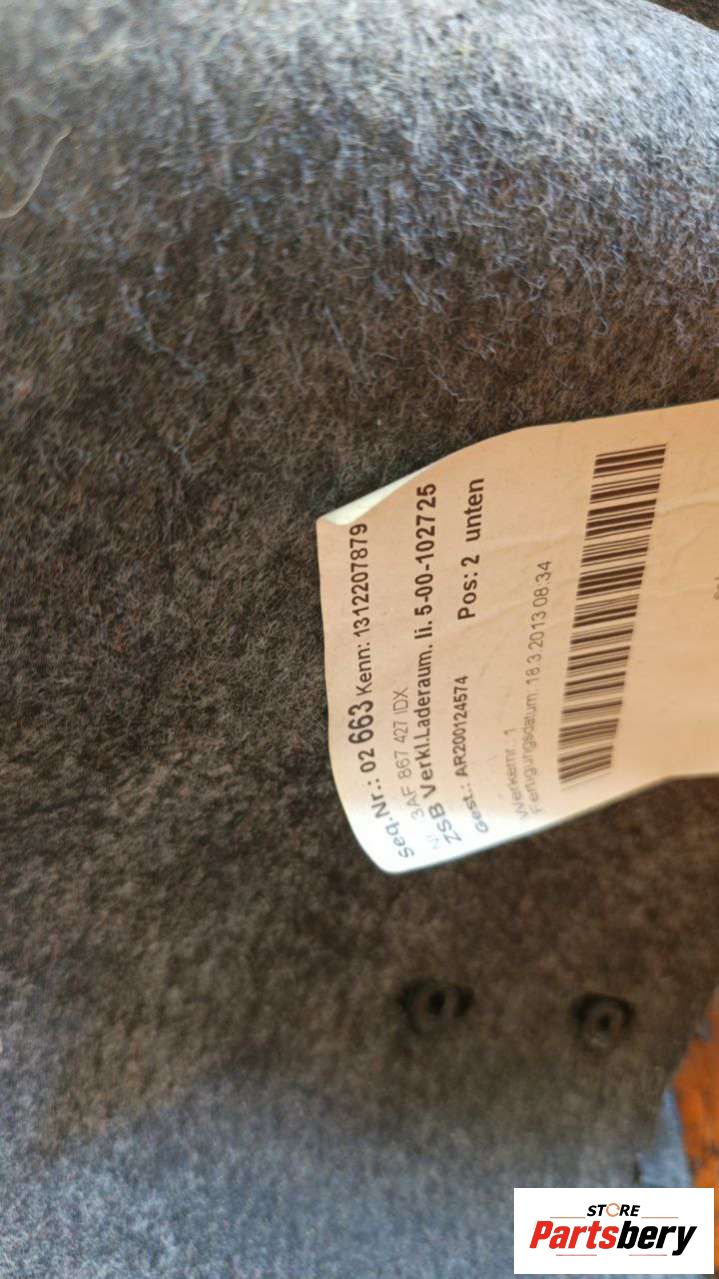 Seq.Nr.: 02 663 Kenn: 1312207879
3AF 867 427 IDX
ZSB Verkl.Laderaum. li. 5-00-102725
Gest.: AR200124574 Pos: 2 unten
Werkernr.: 1
Fertigungsdatum: 18.3.2013 08:34
STORE
Partsbery